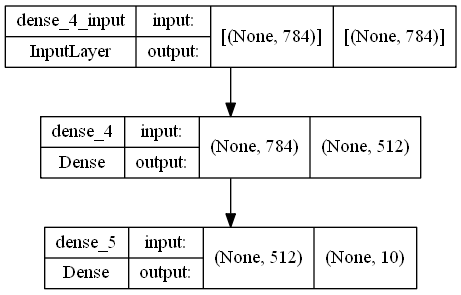 dense_4_input input: [(None, 784)] [(None, 784)]
InputLayer output:
dense_4 input: (None, 784) (None, 512)
Dense output:
dense_5 input: (None, 512) (None, 10)
Dense output: